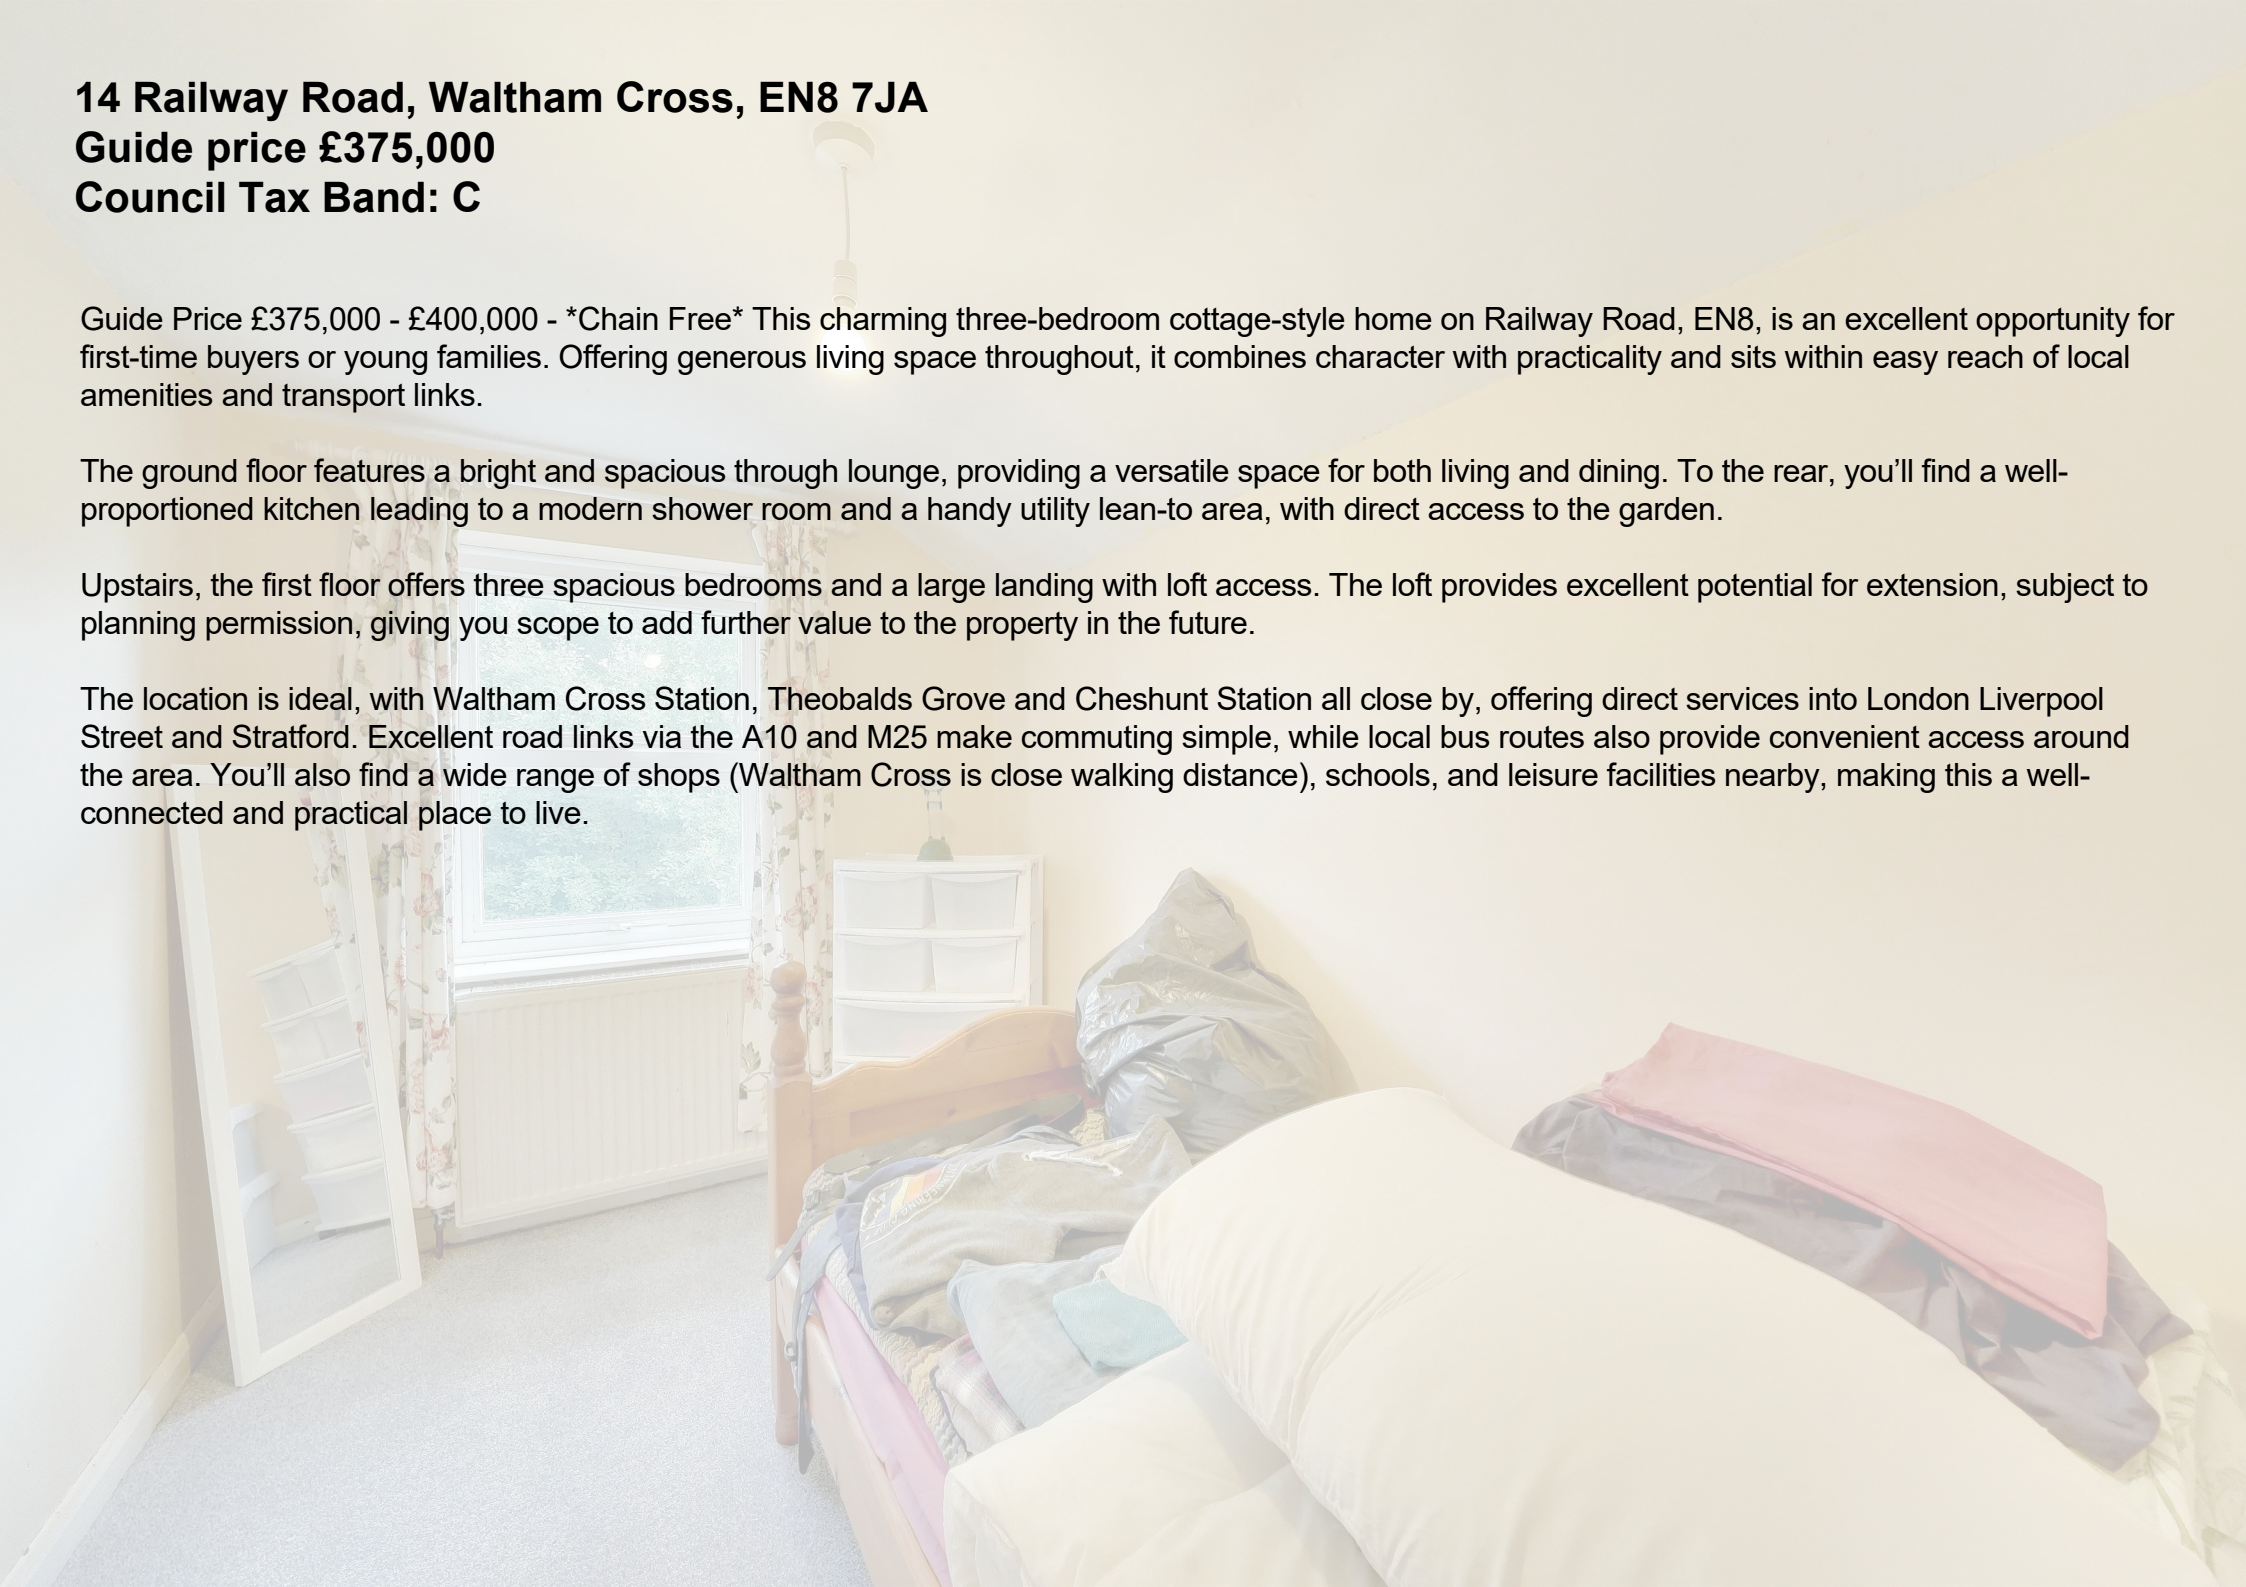 14 Railway Road, Waltham Cross, EN8 7JA
Guide price £375,000
Council Tax Band: C
Guide Price £375,000 - £400,000 - *Chain Free* This charming three-bedroom cottage-style home on Railway Road, EN8, is an excellent opportunity for
first-time buyers or young families. Offering generous living space throughout, it combines character with practicality and sits within easy reach of local
amenities and transport links.
The ground floor features a bright and spacious through lounge, providing a versatile space for both living and dining. To the rear, you’ll find a well-
proportioned kitchen leading to a modern shower room and a handy utility lean-to area, with direct access to the garden.
Upstairs, the first floor offers three spacious bedrooms and a large landing with loft access. The loft provides excellent potential for extension, subject to
planning permission, giving you scope to add further value to the property in the future.
The location is ideal, with Waltham Cross Station, Theobalds Grove and Cheshunt Station all close by, offering direct services into London Liverpool
Street and Stratford. Excellent road links via the A10 and M25 make commuting simple, while local bus routes also provide convenient access around
the area. You’ll also find a wide range of shops (Waltham Cross is close walking distance), schools, and leisure facilities nearby, making this a well-
connected and practical place to live.